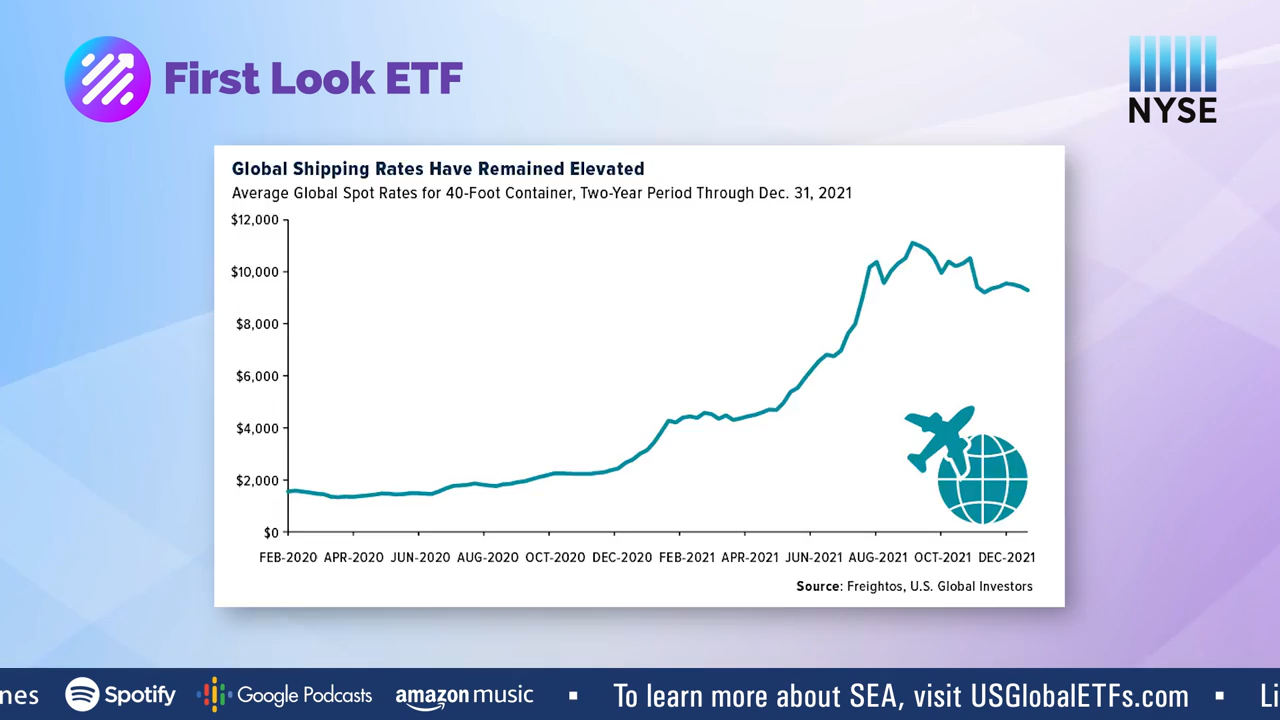 First Look ETF
NYSE
Global Shipping Rates Have Remained Elevated
Average Global Spot Rates for 40-Foot Container, Two-Year Period Through Dec. 31, 2021
$12,000
$10,000
$8,000
$6,000
$4,000
$2,000
$0
FEB-2020 APR-2020 JUN-2020 AUG-2020 OCT-2020 DEC-2020 FEB-2021 APR-2021 JUN-2021 AUG-2021 OCT-2021 DEC-2021
Source: Freightos, U.S. Global Investors
nes Spotify Google Podcasts amazon music ▪ To learn more about SEA, visit USGlobalETFs.com ▪ Li